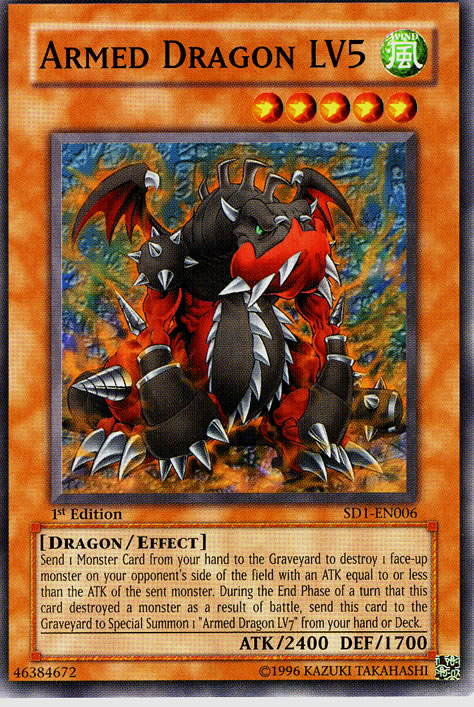 ARMED DRAGON LV5
WIND
風
1st Edition
SD1-EN006
[DRAGON/EFFECT]
Send 1 Monster Card from your hand to the Graveyard to destroy 1 face-up
monster on your opponent's side of the field with an ATK equal to or less
than the ATK of the sent monster. During the End Phase of a turn that this
card destroyed a monster as a result of battle, send this card to the
Graveyard to Special Summon 1 "Armed Dragon LV7" from your hand or Deck.
ATK/2400 DEF/1700
46384672
©1996 KAZUKI TAKAHASHI